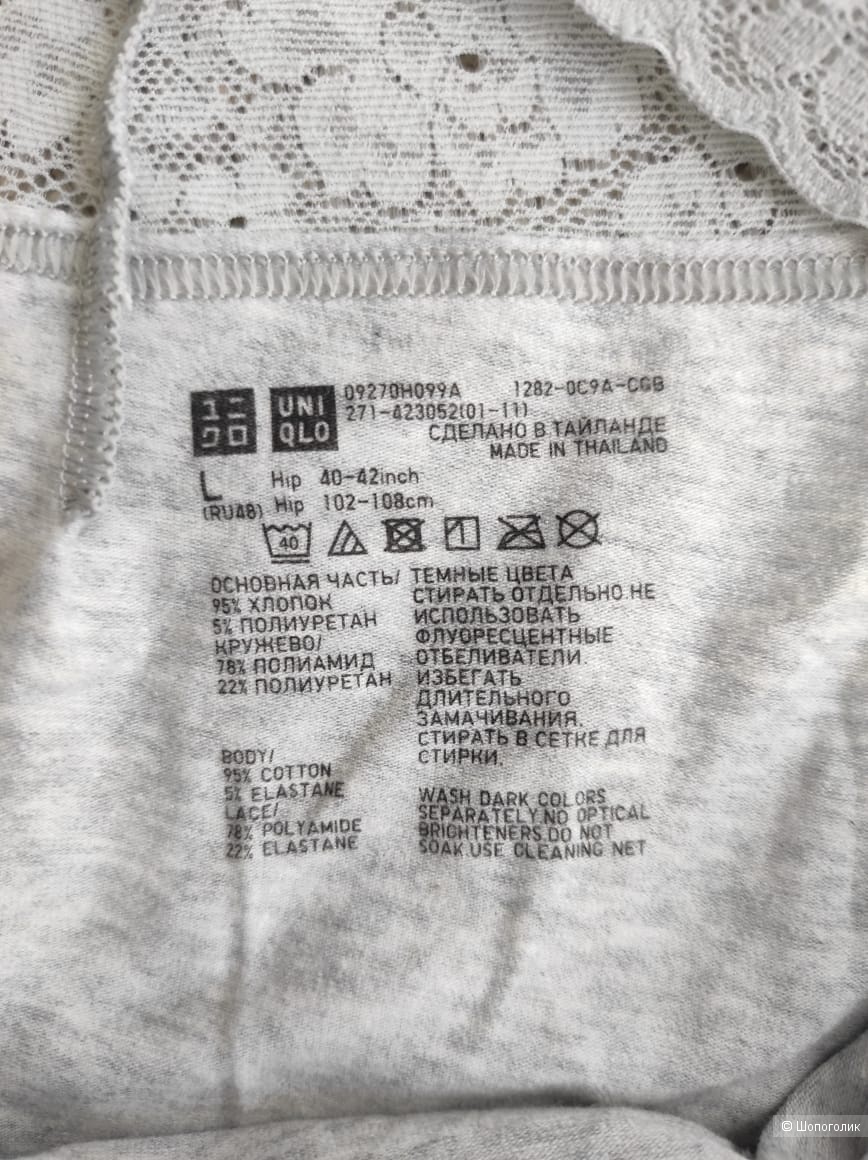 ユニ
クロ
UNI
QLO
09270H099A 1282-0C9A-CGB
271-423052(01-11)
СДЕЛАНО В ТАЙЛАНДЕ
MADE IN THAILAND
L Hip 40-42inch
(RU48) Hip 102-108cm
40
ОСНОВНАЯ ЧАСТЬ/
95% ХЛОПОК
5% ПОЛИУРЕТАН
КРУЖЕВО/
78% ПОЛИАМИД
22% ПОЛИУРЕТАН
ТЕМНЫЕ ЦВЕТА
СТИРАТЬ ОТДЕЛЬНО.НЕ
ИСПОЛЬЗОВАТЬ
ФЛУОРЕСЦЕНТНЫЕ
ОТБЕЛИВАТЕЛИ.
ИЗБЕГАТЬ
ДЛИТЕЛЬНОГО
ЗАМАЧИВАНИЯ.
СТИРАТЬ В СЕТКЕ ДЛЯ
СТИРКИ.
BODY/
95% COTTON
5% ELASTANE
LACE/
78% POLYAMIDE
22% ELASTANE
WASH DARK COLORS
SEPARATELY.NO OPTICAL
BRIGHTENERS.DO NOT
SOAK.USE CLEANING NET
© Шопоголик